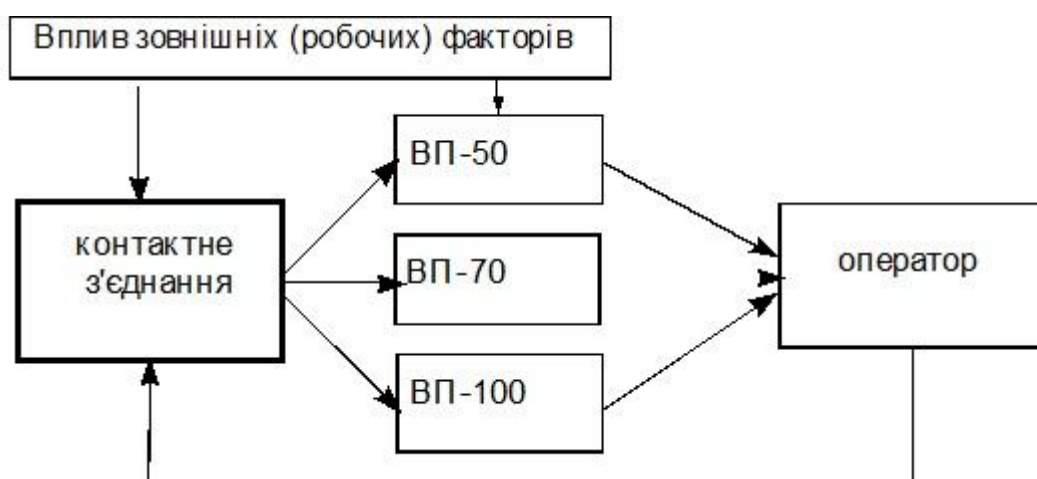 Вплив зовнішніх (робочих) факторів
ВП-50
контактне
з'єднання
ВП-70
оператор
ВП-100